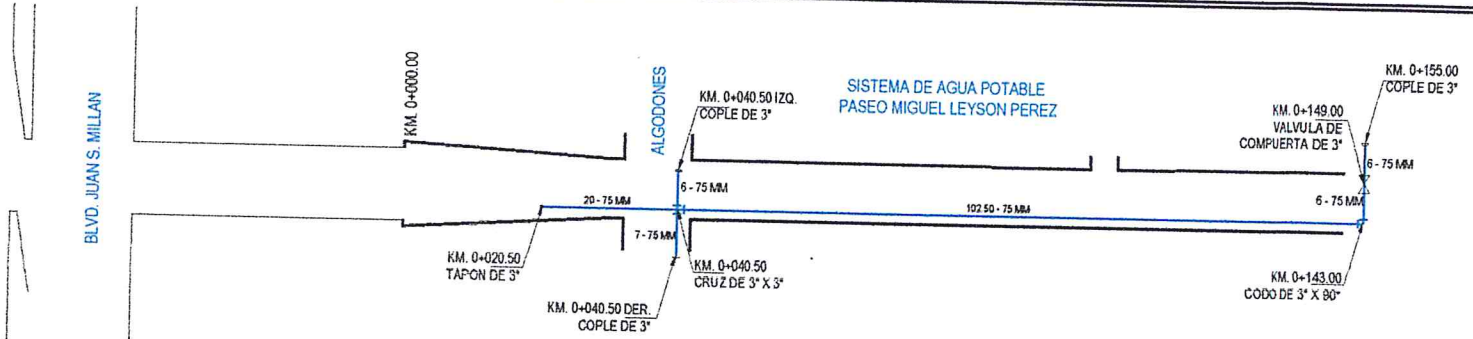 BLVD. JUAN S. MILLAN
KM. 0+000.00
ALGODONES
KM. 0+040.50 IZQ.
COPLE DE 3"
SISTEMA DE AGUA POTABLE
PASEO MIGUEL LEYSON PEREZ
KM. 0+149.00
VALVULA DE
COMPUERTA DE 3"
KM. 0+155.00
COPLE DE 3"
6 - 75 MM
6 - 75 MM
6 - 75 MM
20 - 75 MM
102.50 - 75 MM
7 - 75 MM
KM. 0+020.50
TAPON DE 3"
KM. 0+040.50
CRUZ DE 3" X 3"
KM. 0+040.50 DER.
COPLE DE 3"
KM. 0+143.00
CODO DE 3" X 90°